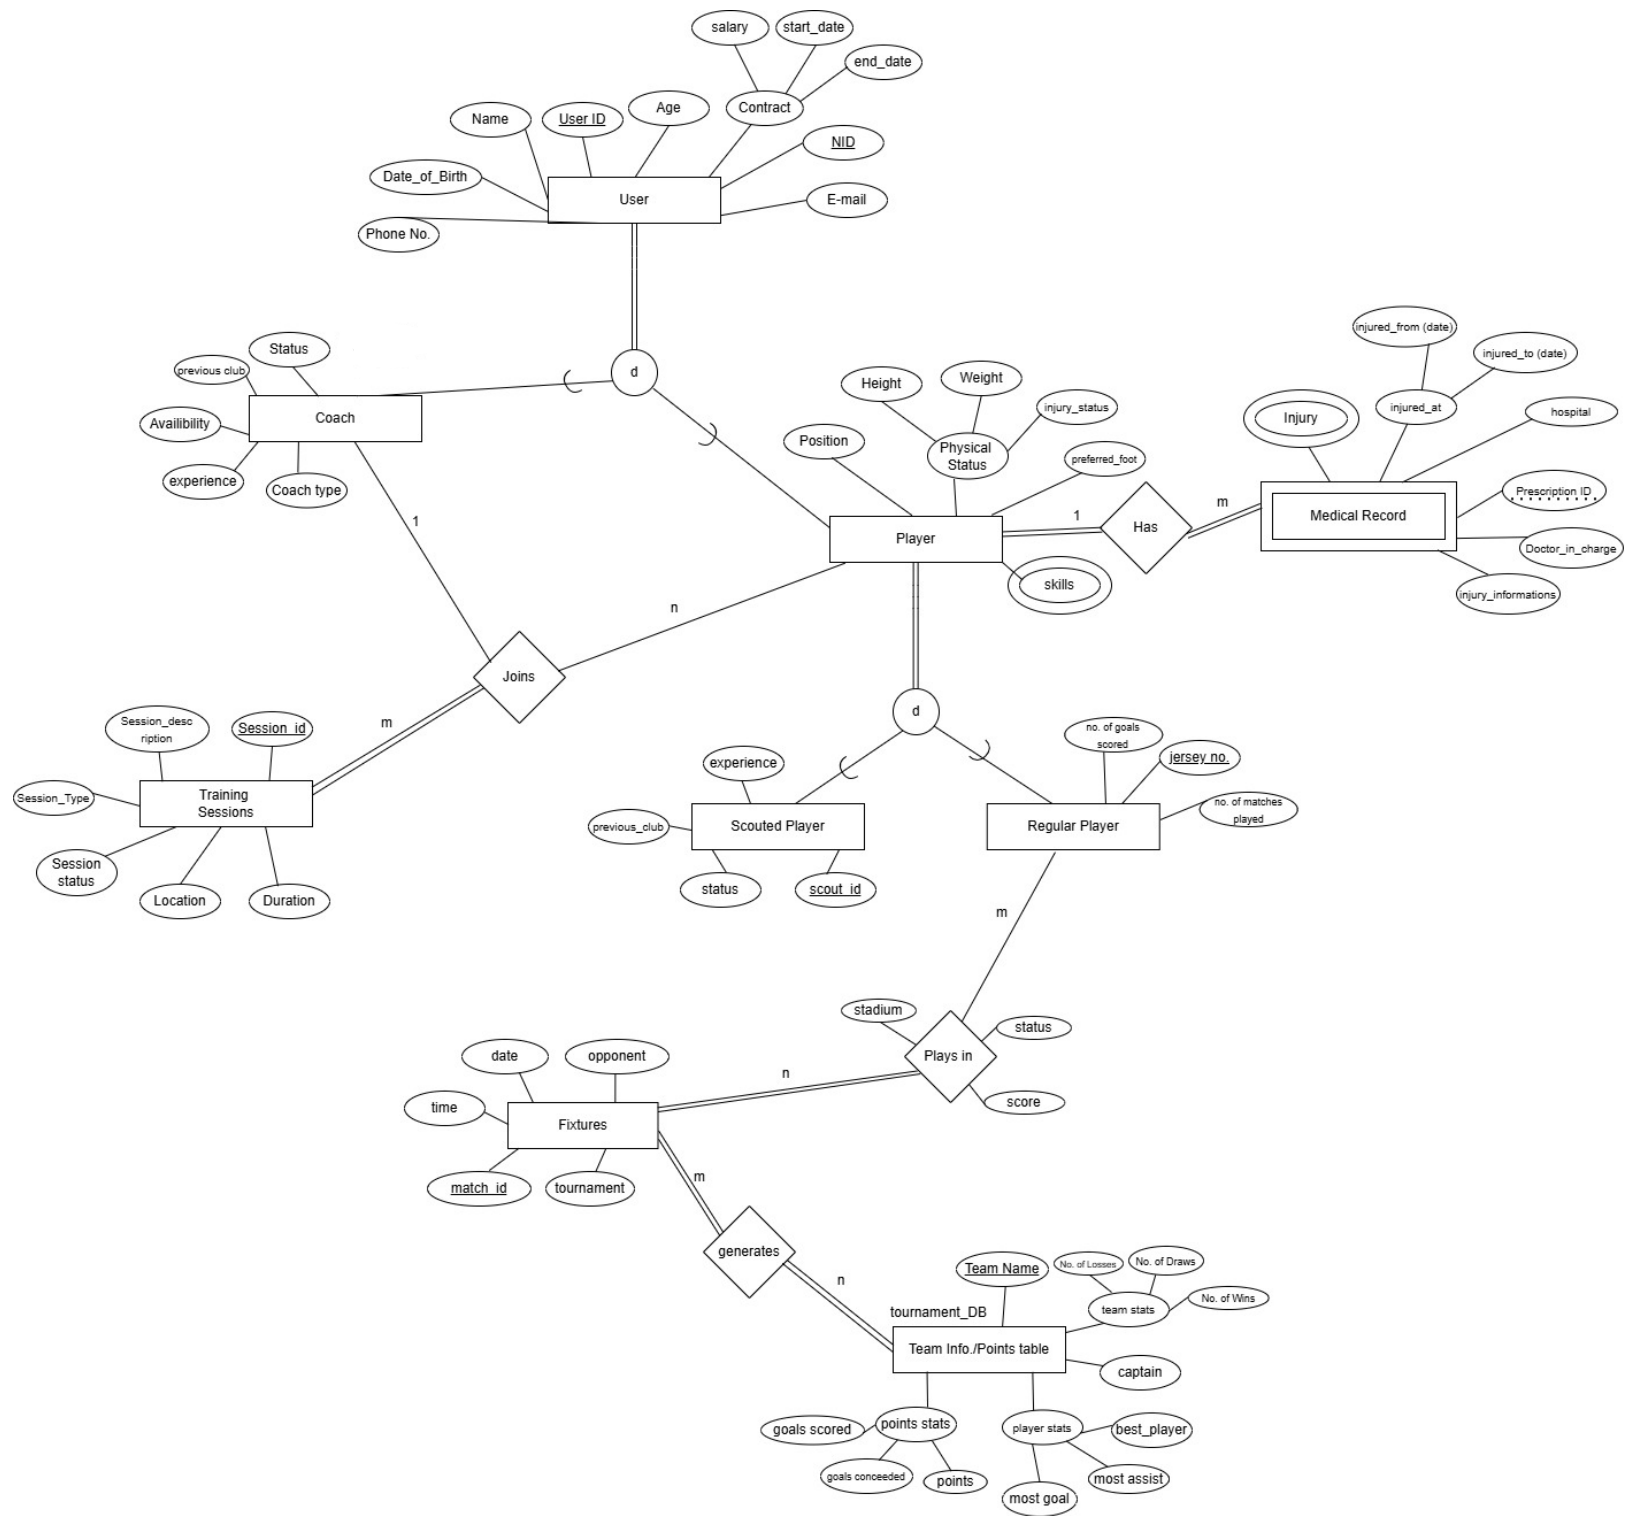 salary
start_date
end_date
Contract
Age
User ID
Name
NID
Date_of_Birth
User
E-mail
Phone No.
d
Status
previous club
Coach
Availibility
experience
Coach type
Height
Weight
injury_status
Position
Physical
Status
preferred_foot
Player
skills
1
Has
m
injured_from (date)
injured_to (date)
injured_at
Injury
hospital
Medical Record
Prescription ID
Doctor_in_charge
injury_informations
1
n
Joins
m
Session_desc
ription
Session_id
Session_Type
Training
Sessions
Session
status
Location
Duration
d
experience
previous_club
Scouted Player
status
scout_id
no. of goals
scored
jersey no.
no. of matches
played
Regular Player
m
stadium
status
Plays in
score
n
date
opponent
time
Fixtures
match_id
tournament
m
generates
n
Team Name
No. of Losses
No. of Draws
No. of Wins
team stats
tournament_DB
Team Info./Points table
captain
goals scored
points stats
goals conceeded
points
player stats
best_player
most assist
most goal